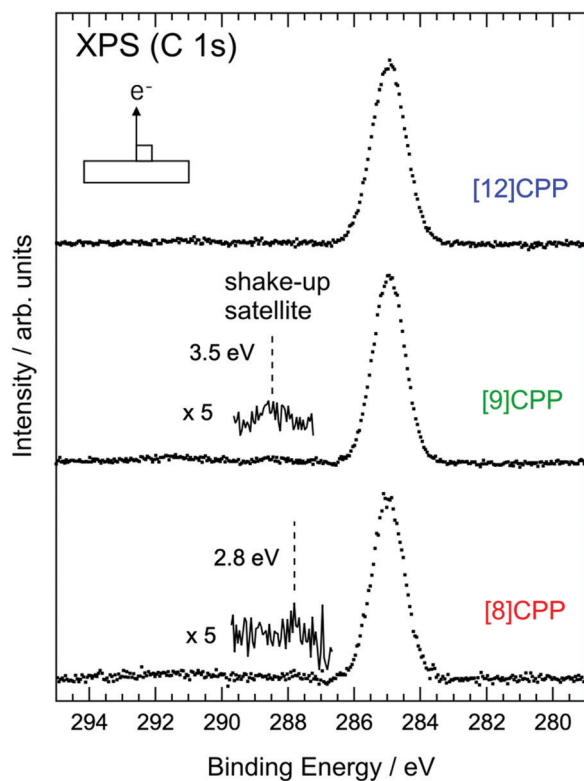 XPS (C 1s)
e-
[12]CPP
shake-up
satellite
3.5 eV
x 5
[9]CPP
2.8 eV
x 5
[8]CPP
Intensity / arb. units
294 292 290 288 286 284 282 280
Binding Energy / eV